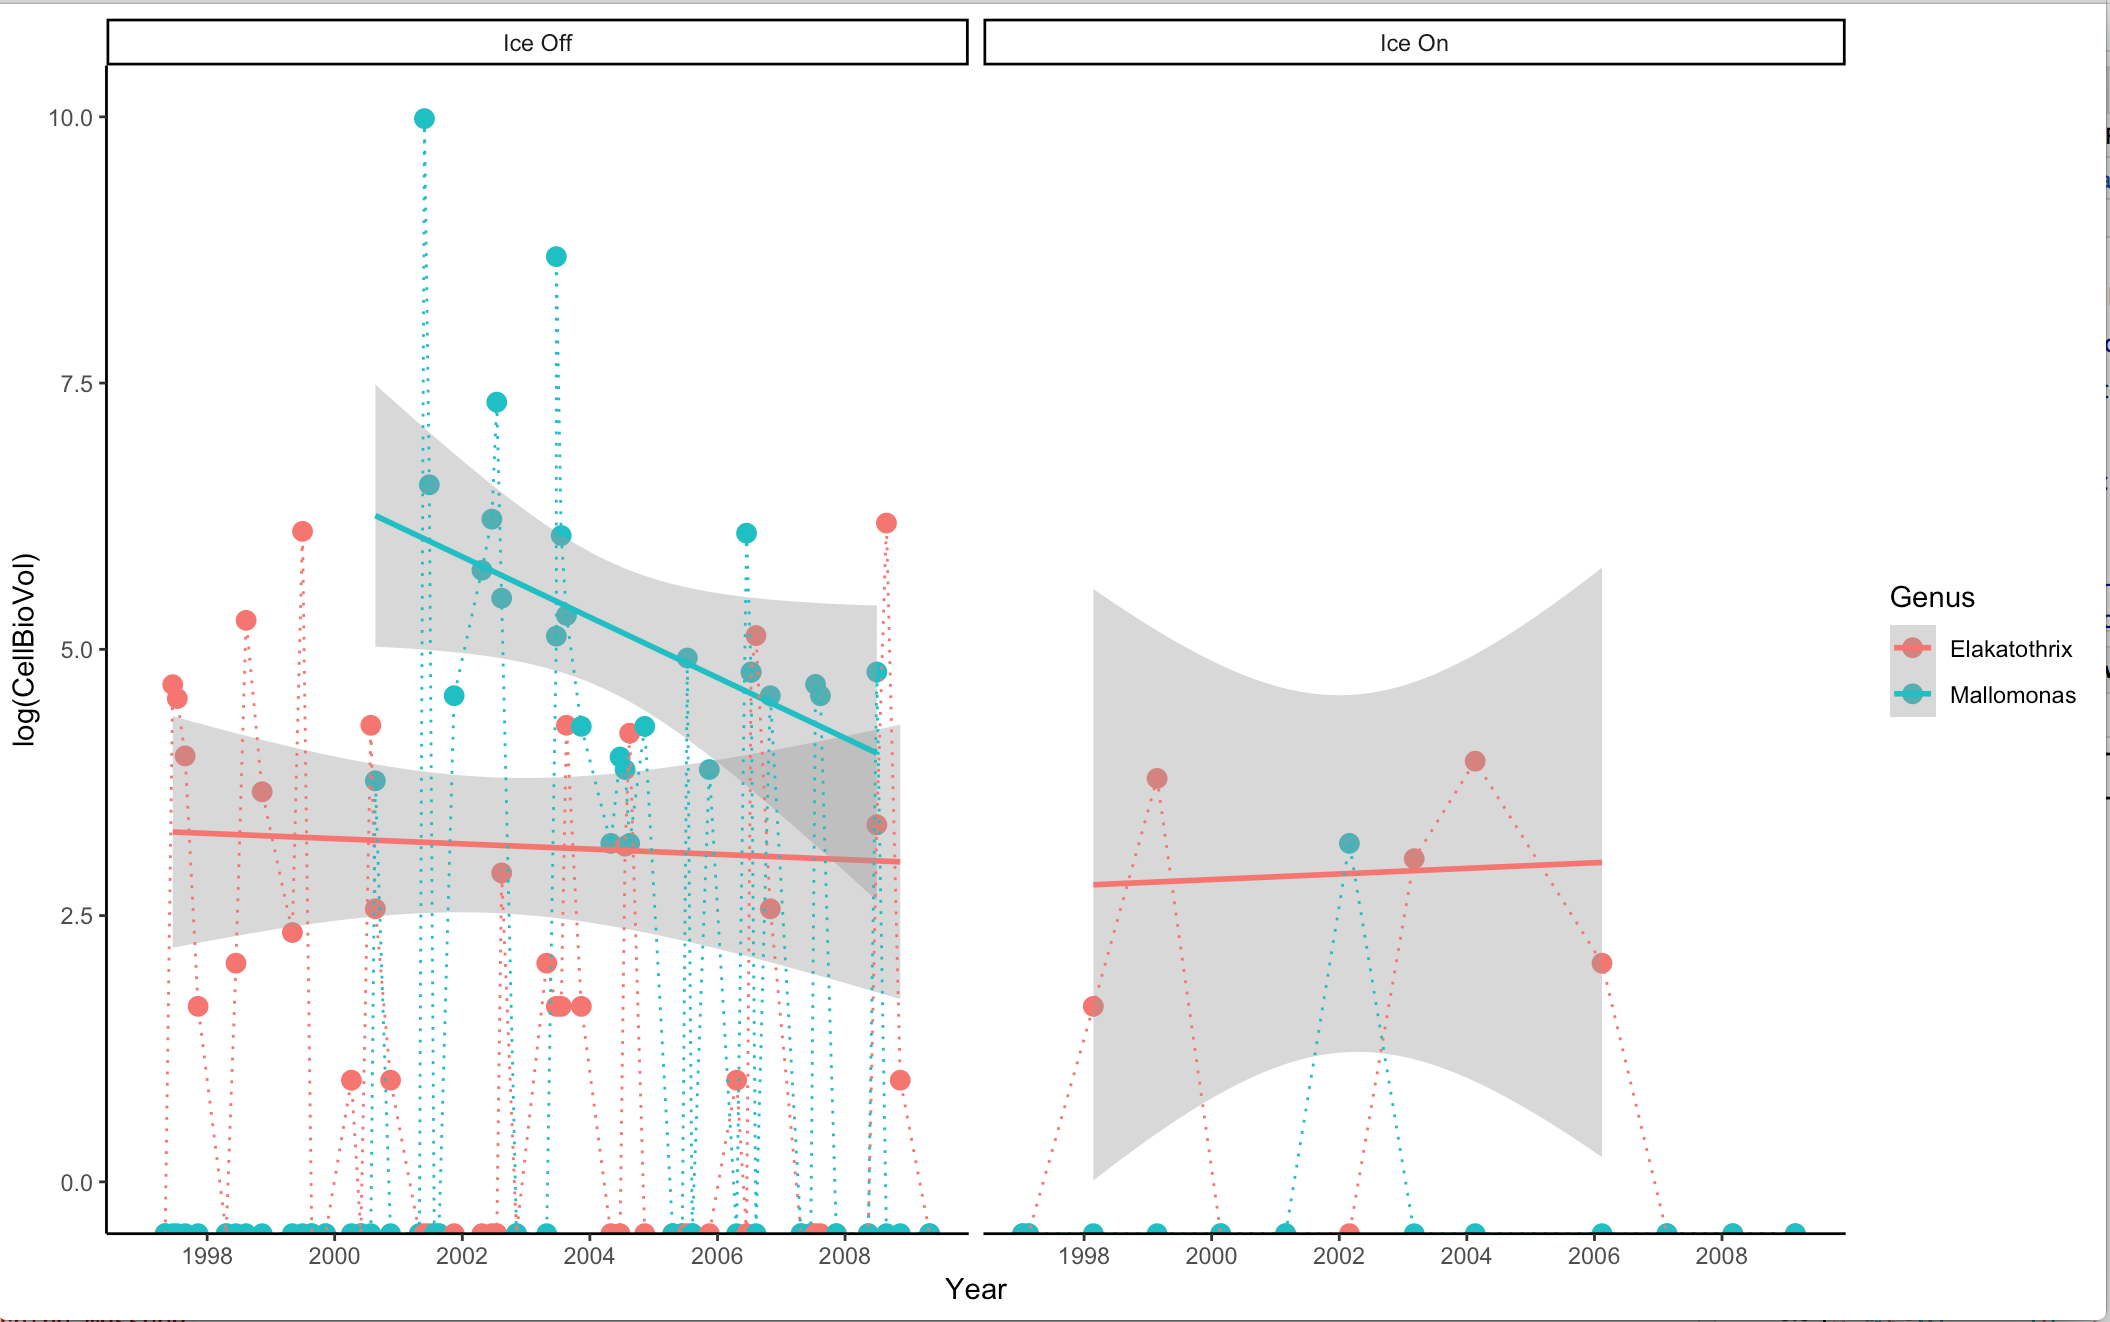 Ice Off
Ice On
10.0
7.5
5.0
2.5
0.0
log(CellBioVol)
1998 2000 2002 2004 2006 2008
1998 2000 2002 2004 2006 2008
Year
Genus
Elakatothrix
Mallomonas